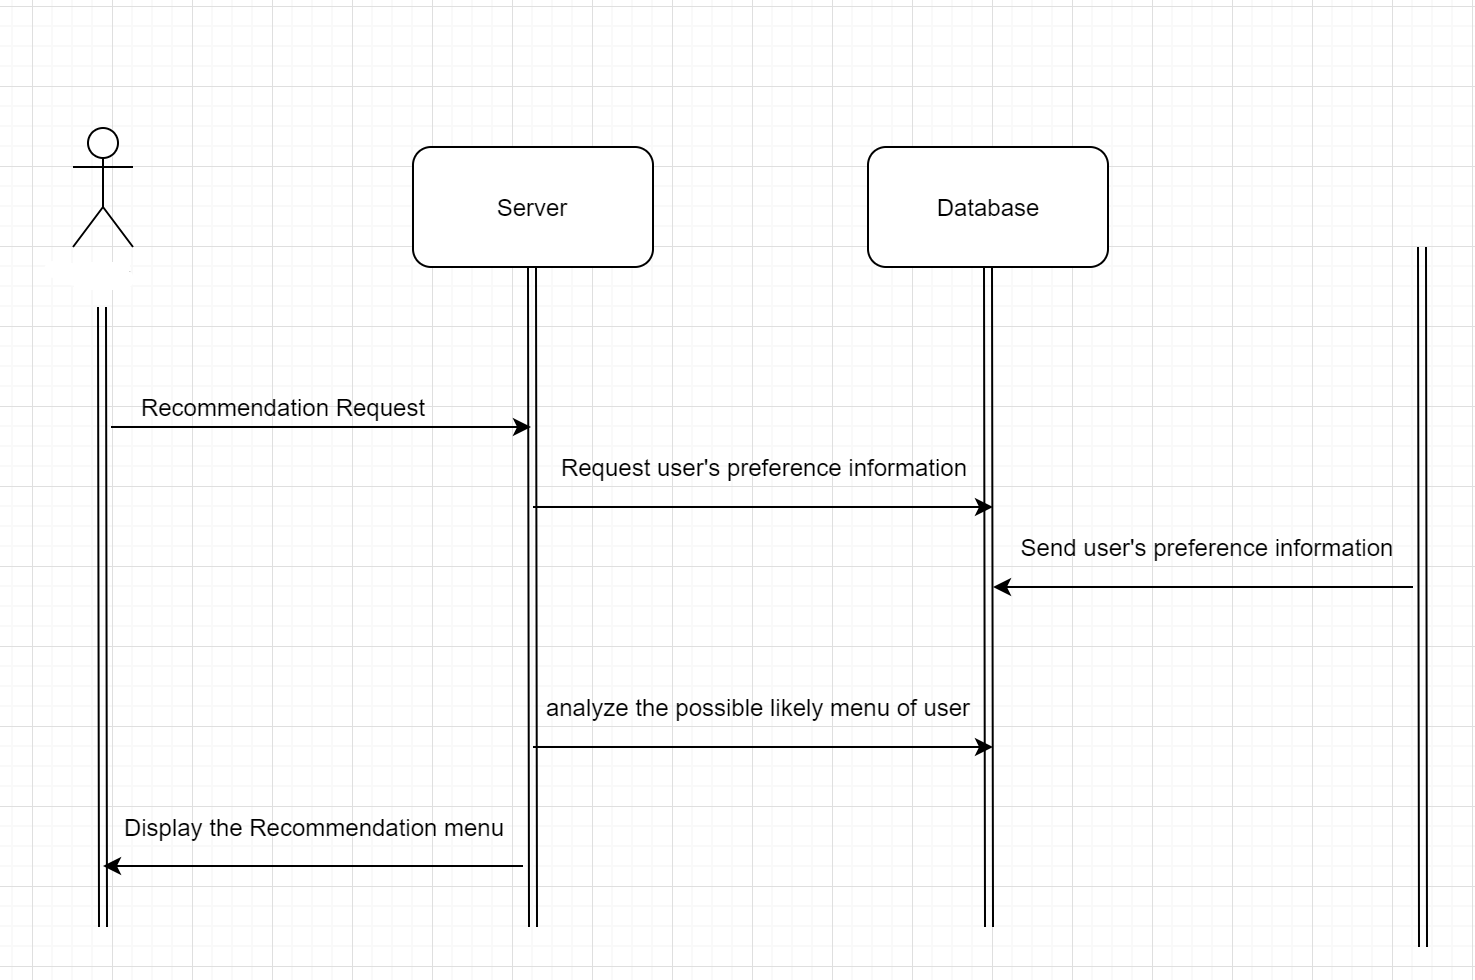 Server
Database
Recommendation Request
Request user's preference information
Send user's preference information
analyze the possible likely menu of user
Display the Recommendation menu